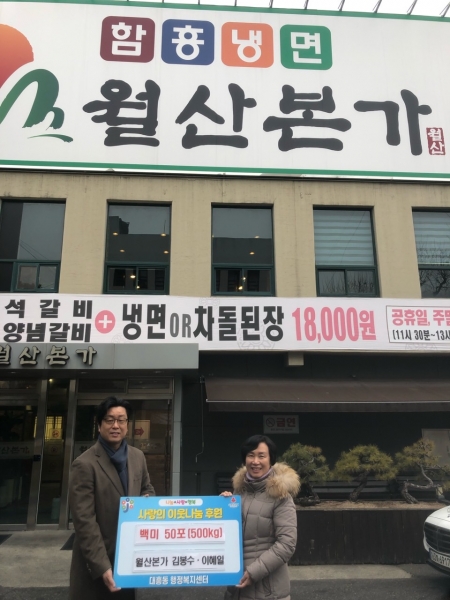 함흥냉면
월산본가
월산
석갈비
양념갈비 + 냉면OR차돌된장 18,000원
공휴일, 주말
(11시 30분~13시
월산본가
금연
사랑의 이웃나눔 후원
백미 50포(500kg)
월산본가 김봉수·이혜일
대흥동 행정복지센터